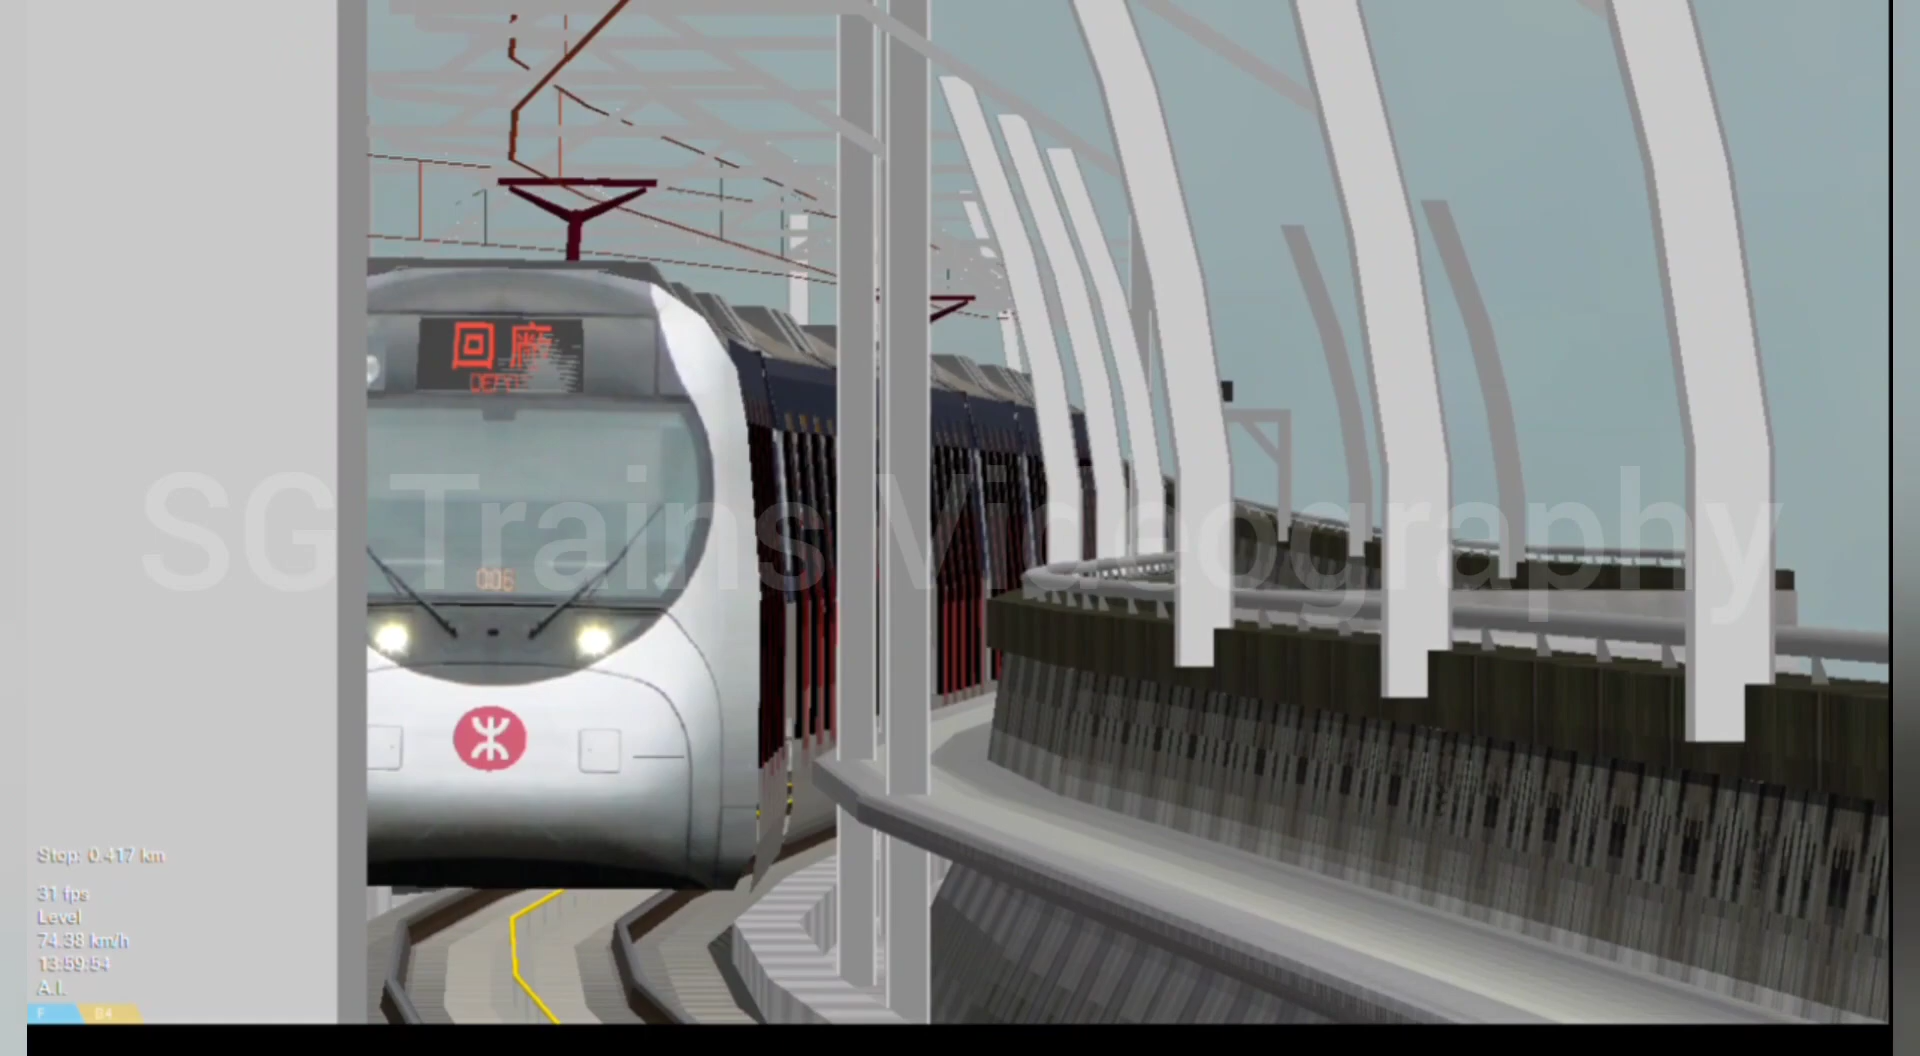 回廠
DEPOT
SG Trains Videography
006
Stop: 0.417 km
31 fps
Level
74.38 km/h
13:59:54
A.I.
F B4